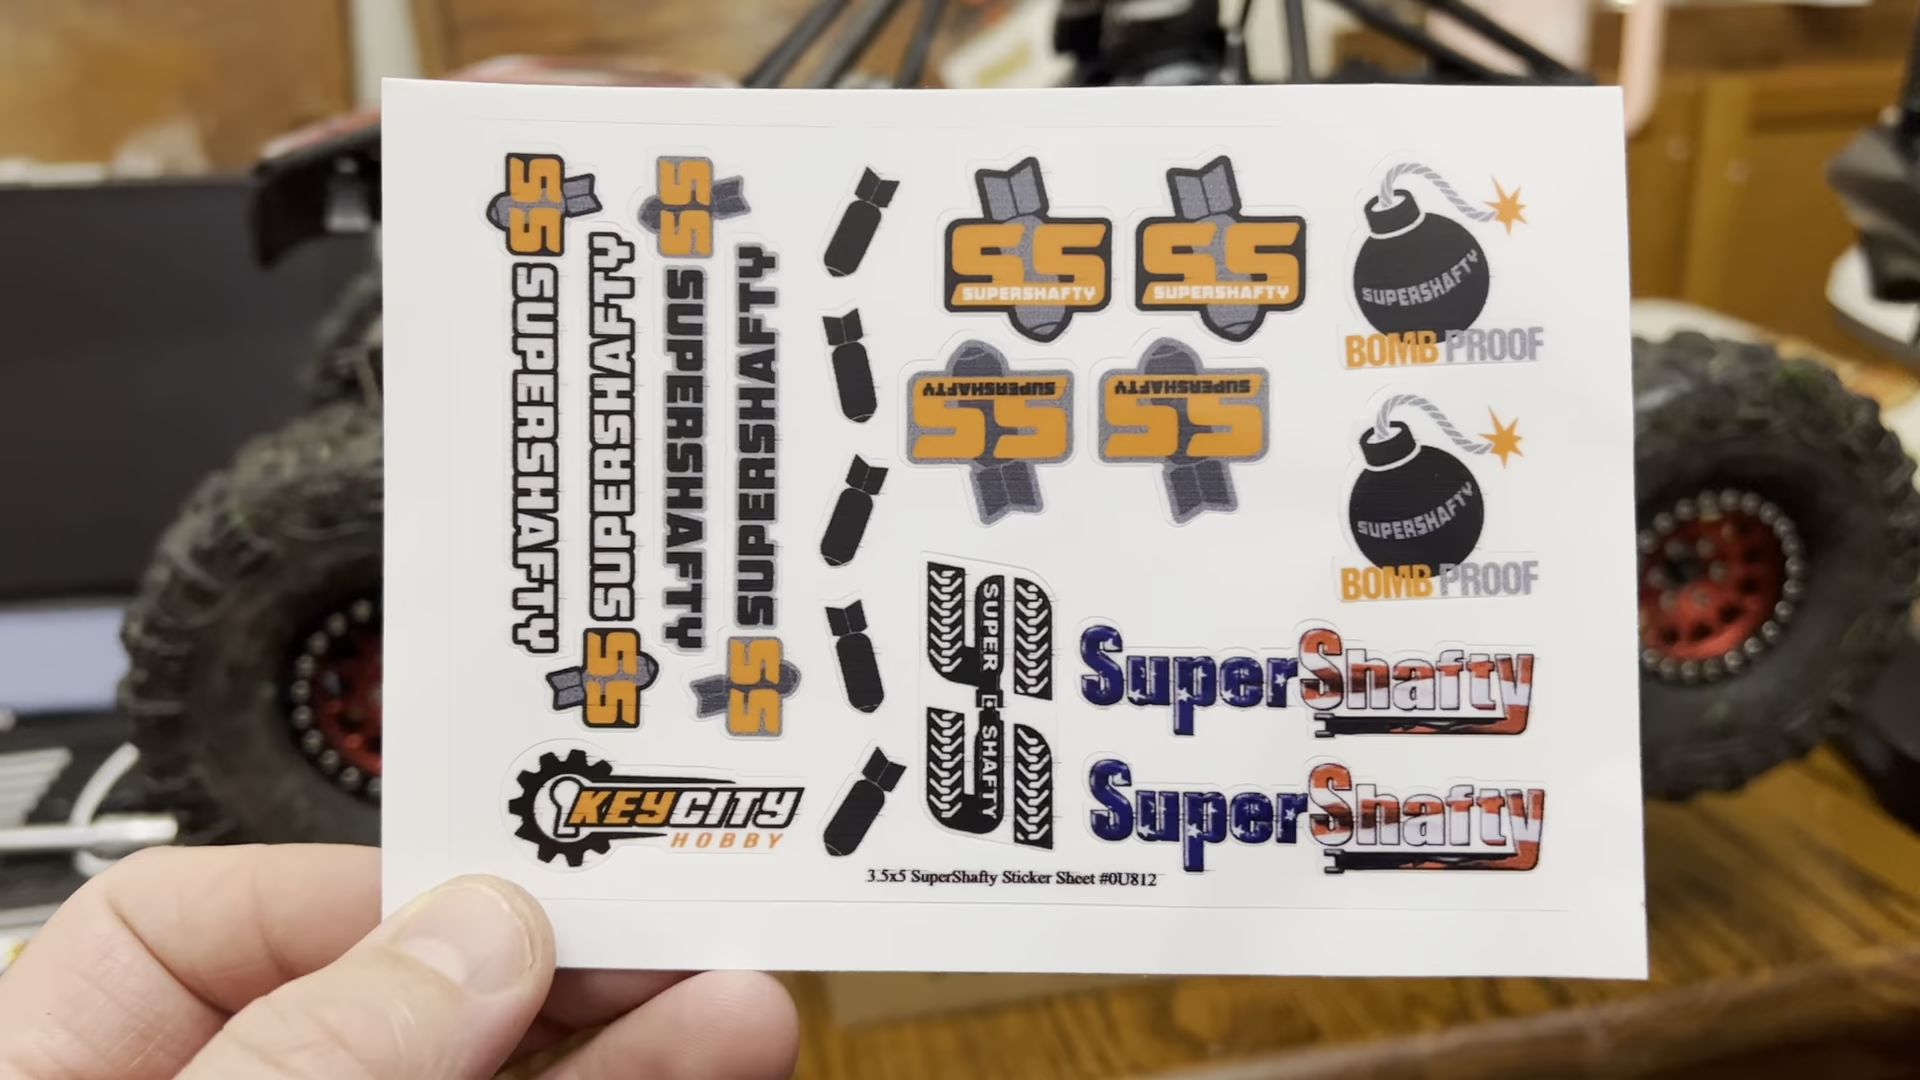 SS SUPERSHAFTY
SS SUPERSHAFTY
SS SUPERSHAFTY
SS SUPERSHAFTY
SS
SUPERSHAFTY
SS
SUPERSHAFTY
SS
SUPERSHAFTY
SS
SUPERSHAFTY
SUPERSHAFTY
BOMB PROOF
SUPERSHAFTY
BOMB PROOF
SUPER SHAFTY
SuperShafty
SuperShafty
KEYCITY
HOBBY
3.5x5 SuperShafty Sticker Sheet #0U812